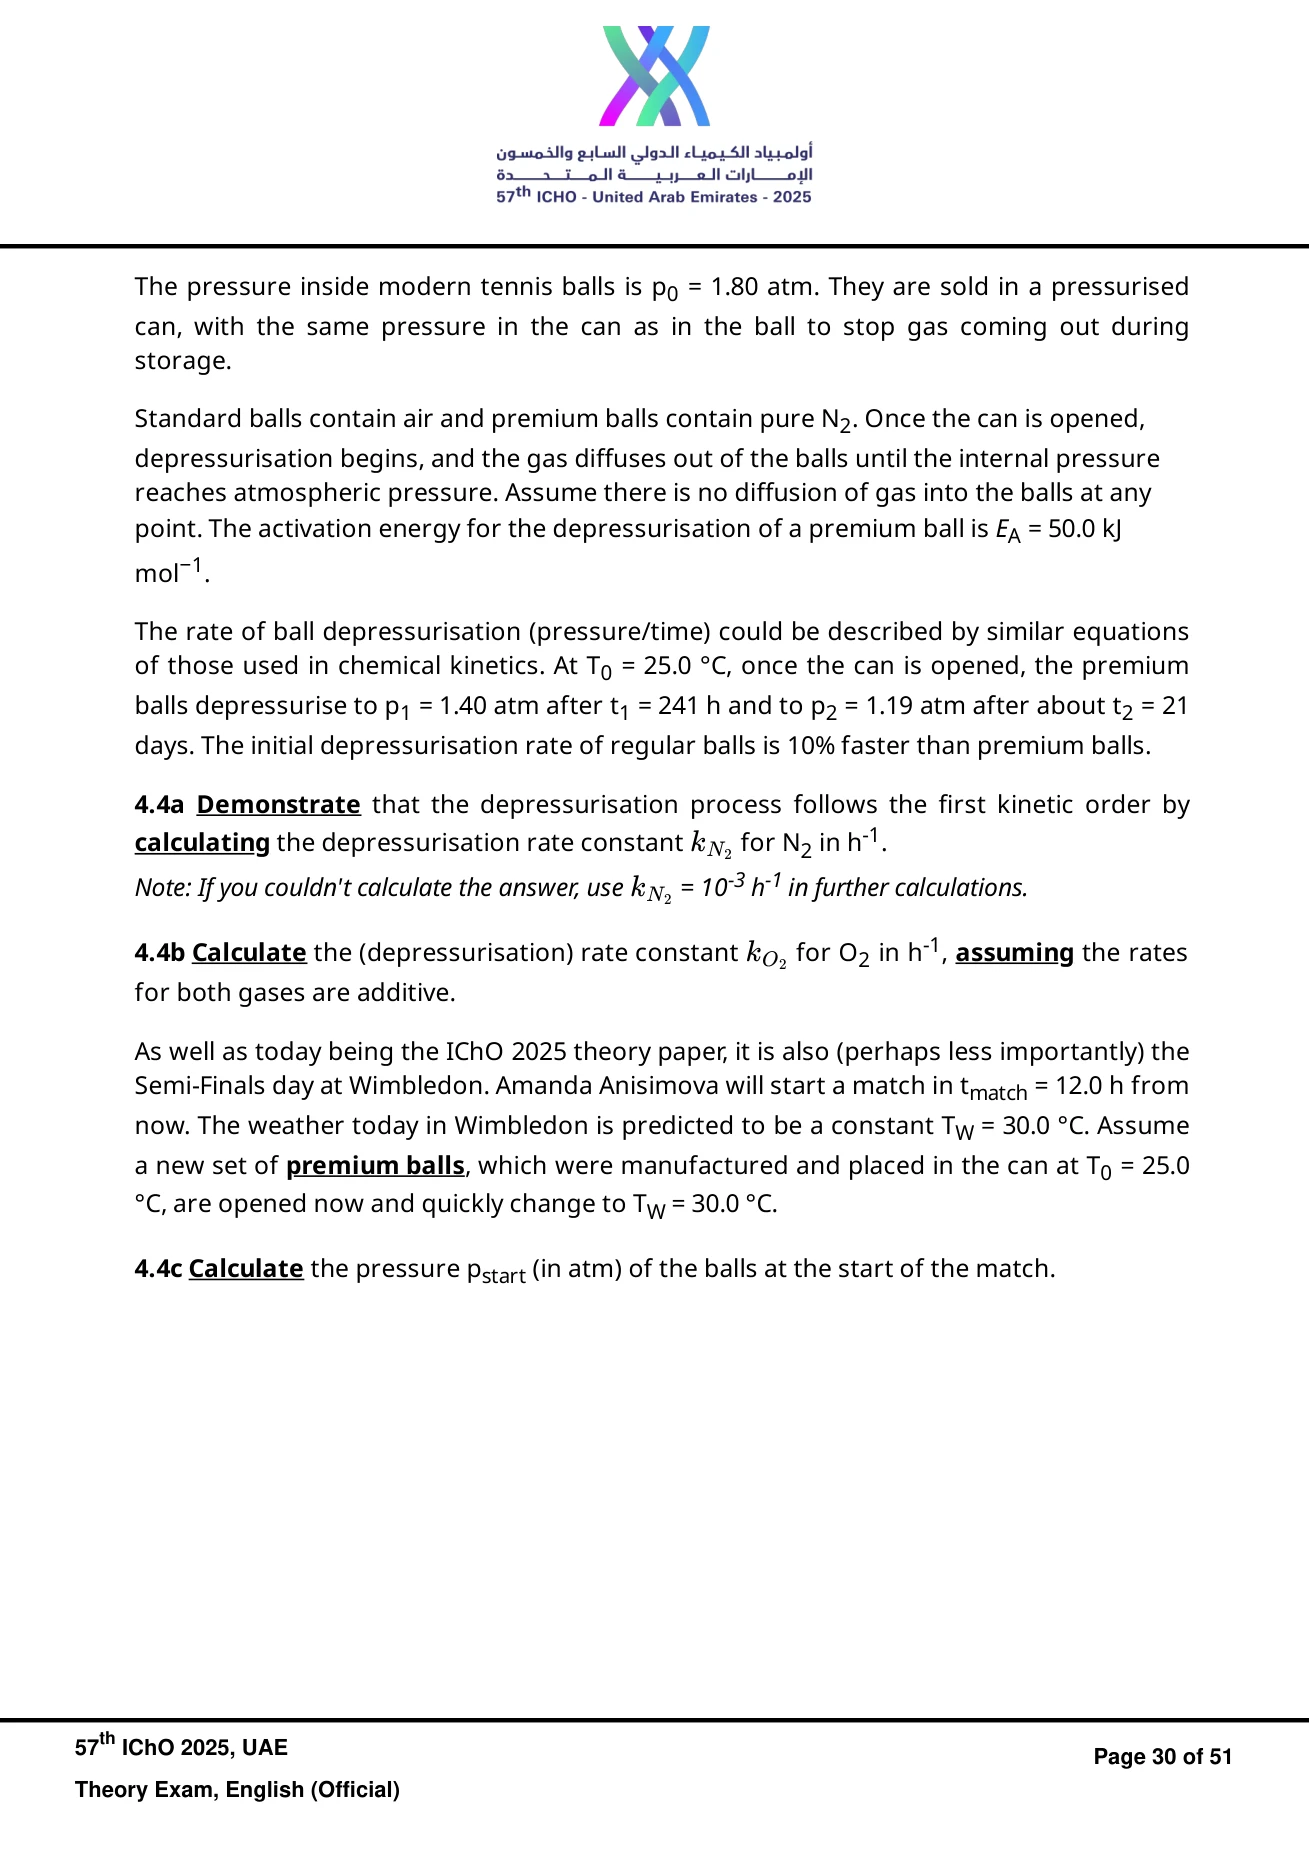 أولمبياد الكيمياء الدولي السابع والخمسون
الإمارات العربية المتحدة
57th ICHO - United Arab Emirates - 2025
The pressure inside modern tennis balls is p0 = 1.80 atm. They are sold in a pressurised
can, with the same pressure in the can as in the ball to stop gas coming out during
storage.
Standard balls contain air and premium balls contain pure N2. Once the can is opened,
depressurisation begins, and the gas diffuses out of the balls until the internal pressure
reaches atmospheric pressure. Assume there is no diffusion of gas into the balls at any
point. The activation energy for the depressurisation of a premium ball is EA = 50.0 kJ
mol−1.
The rate of ball depressurisation (pressure/time) could be described by similar equations
of those used in chemical kinetics. At T0 = 25.0 °C, once the can is opened, the premium
balls depressurise to p1 = 1.40 atm after t1 = 241 h and to p2 = 1.19 atm after about t2 = 21
days. The initial depressurisation rate of regular balls is 10% faster than premium balls.
4.4a Demonstrate that the depressurisation process follows the first kinetic order by
calculating the depressurisation rate constant kN2 for N2 in h-1.
Note: If you couldn't calculate the answer, use kN2 = 10-3 h-1 in further calculations.
4.4b Calculate the (depressurisation) rate constant kO2 for O2 in h-1, assuming the rates
for both gases are additive.
As well as today being the IChO 2025 theory paper, it is also (perhaps less importantly) the
Semi-Finals day at Wimbledon. Amanda Anisimova will start a match in tmatch = 12.0 h from
now. The weather today in Wimbledon is predicted to be a constant TW = 30.0 °C. Assume
a new set of premium balls, which were manufactured and placed in the can at T0 = 25.0
°C, are opened now and quickly change to TW = 30.0 °C.
4.4c Calculate the pressure pstart (in atm) of the balls at the start of the match.
57th IChO 2025, UAE
Theory Exam, English (Official)
Page 30 of 51